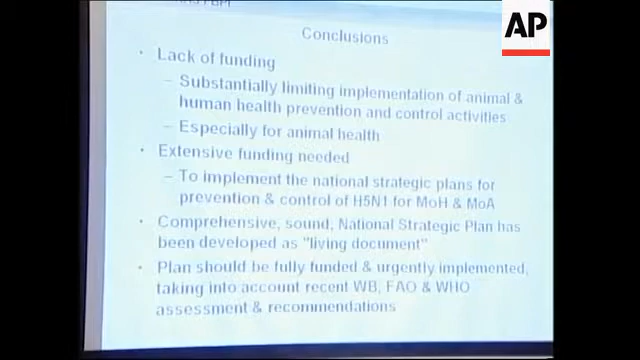 AP
Conclusions
• Lack of funding
– Substantially limiting implementation of animal &
human health prevention and control activities
– Especially for animal health
• Extensive funding needed
– To implement the national strategic plans for
prevention & control of H5N1 for MoH & MoA
• Comprehensive, sound, National Strategic Plan has
been developed as "living document"
• Plan should be fully funded & urgently implemented,
taking into account recent WB, FAO & WHO
assessment & recommendations